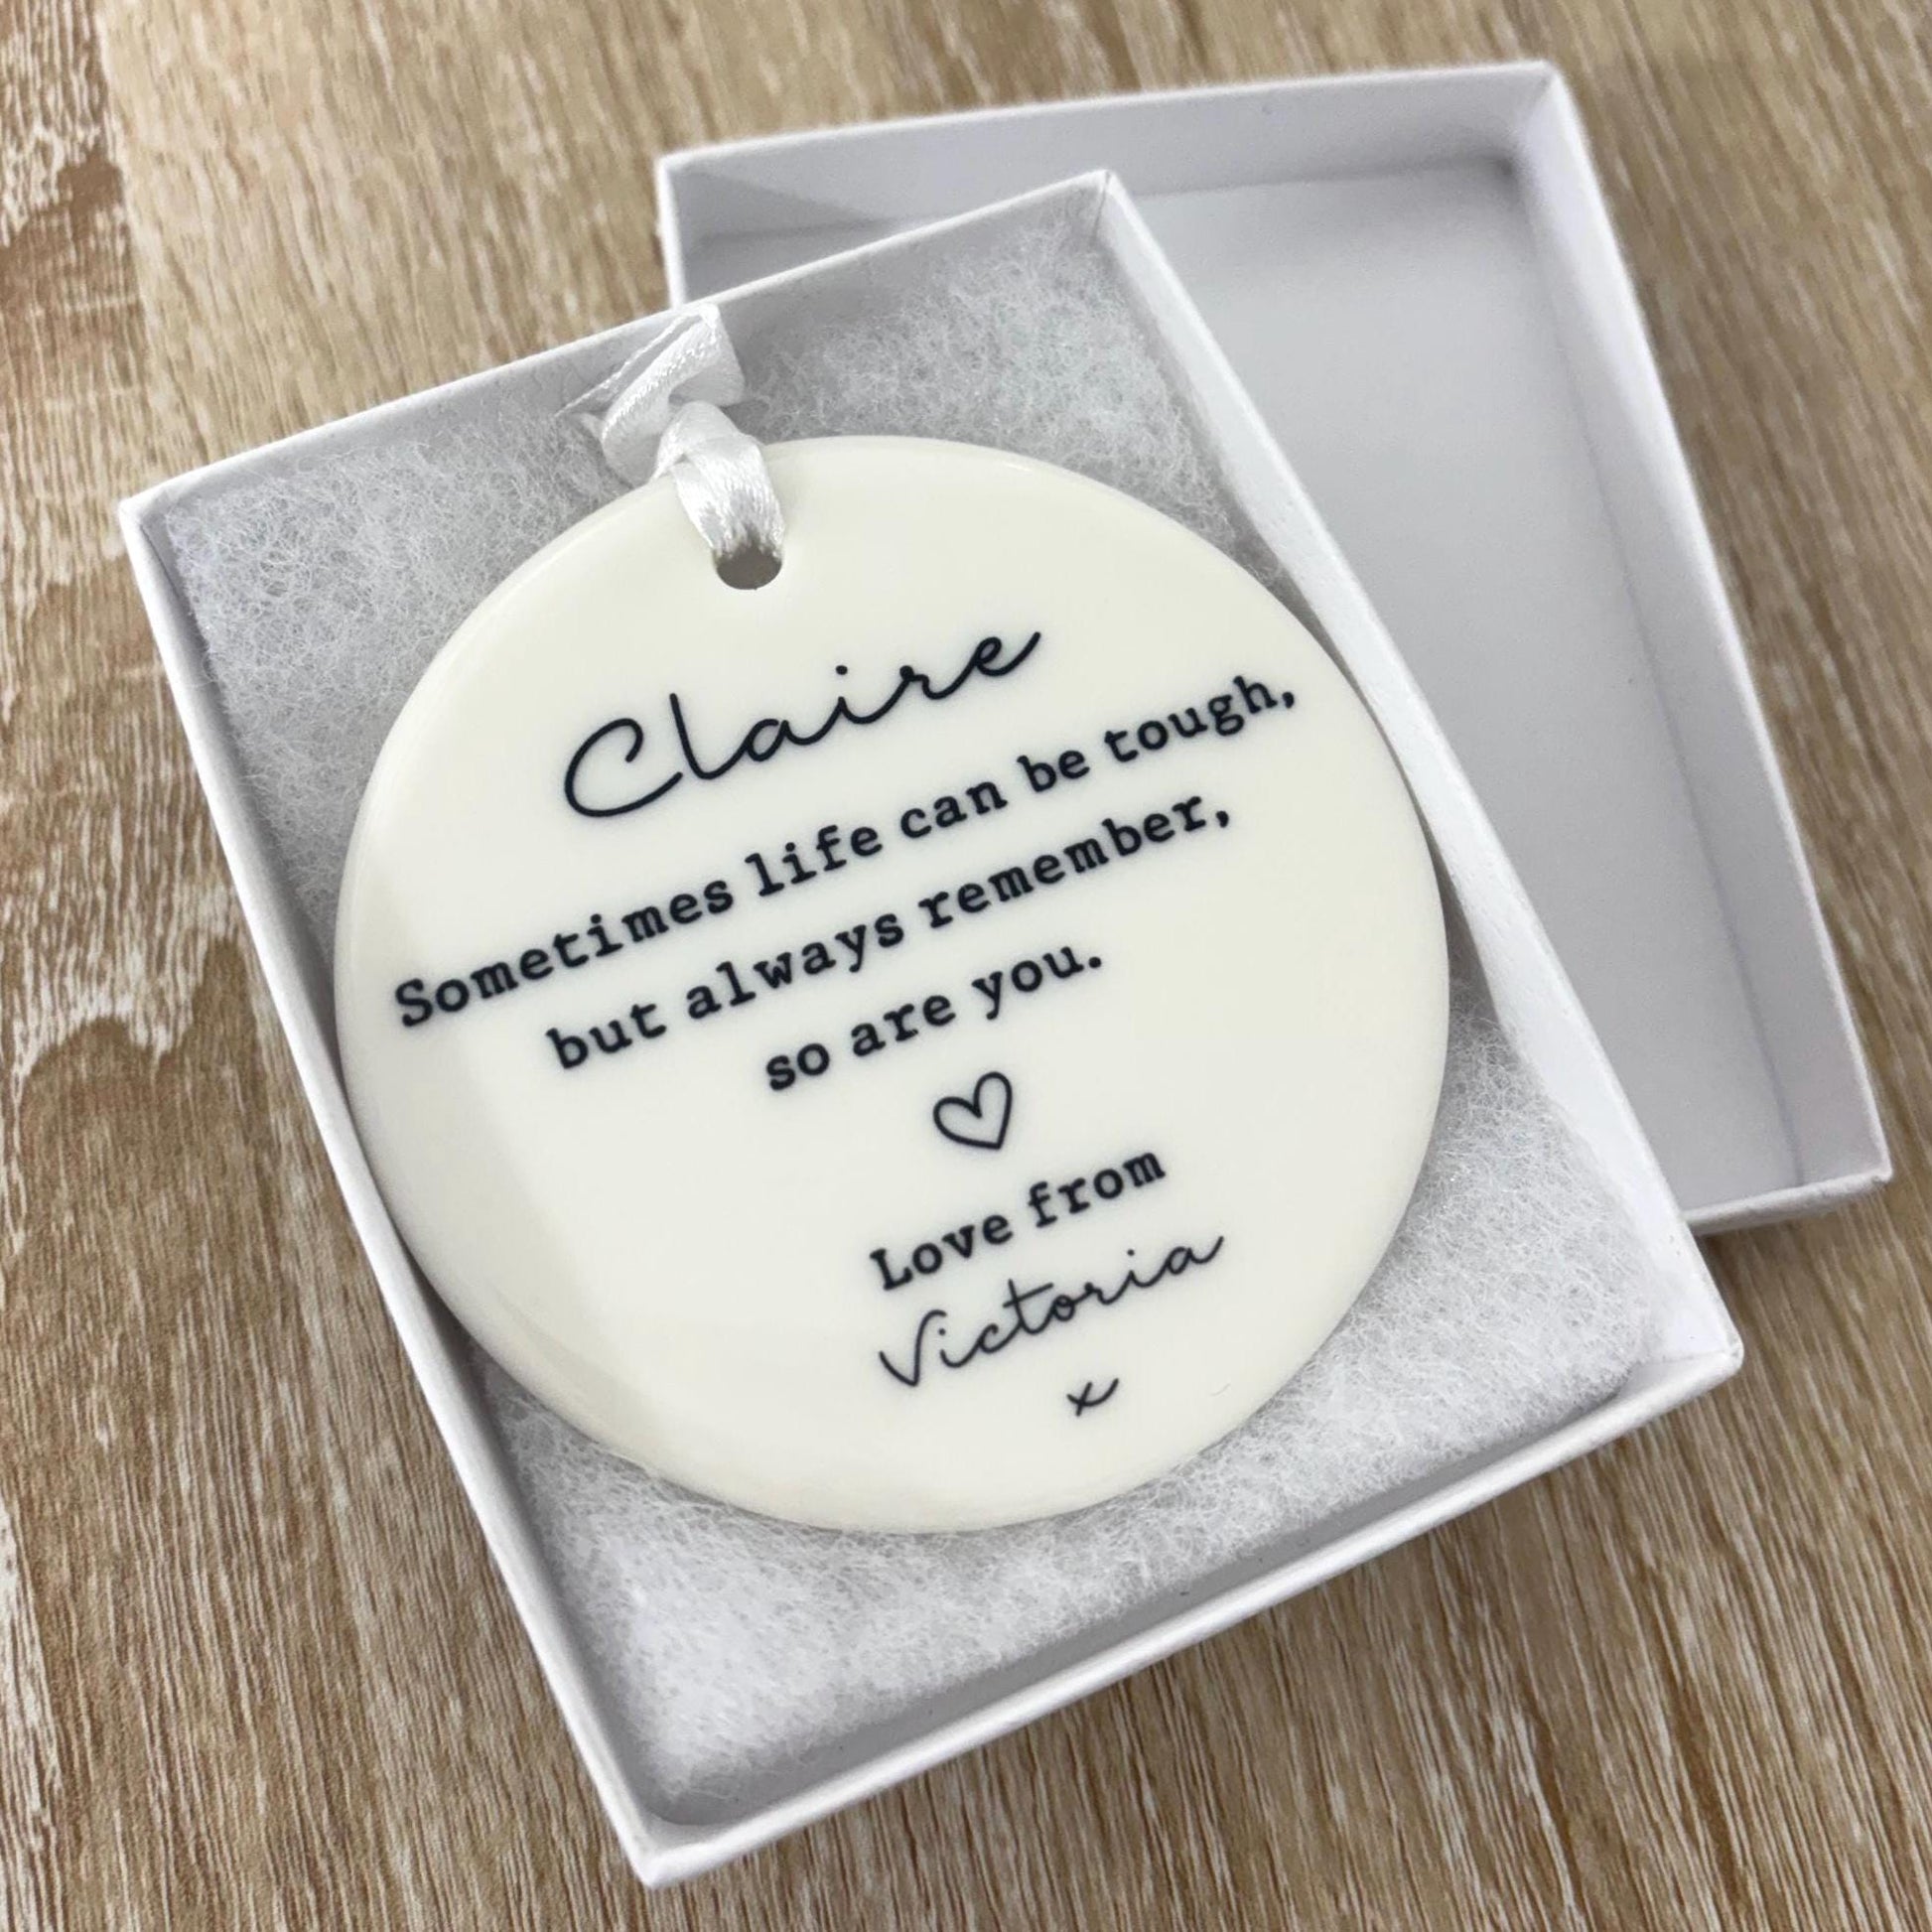 Claire
Sometimes life can be tough,
but always remember,
so are you.
Love from
Victoria
x